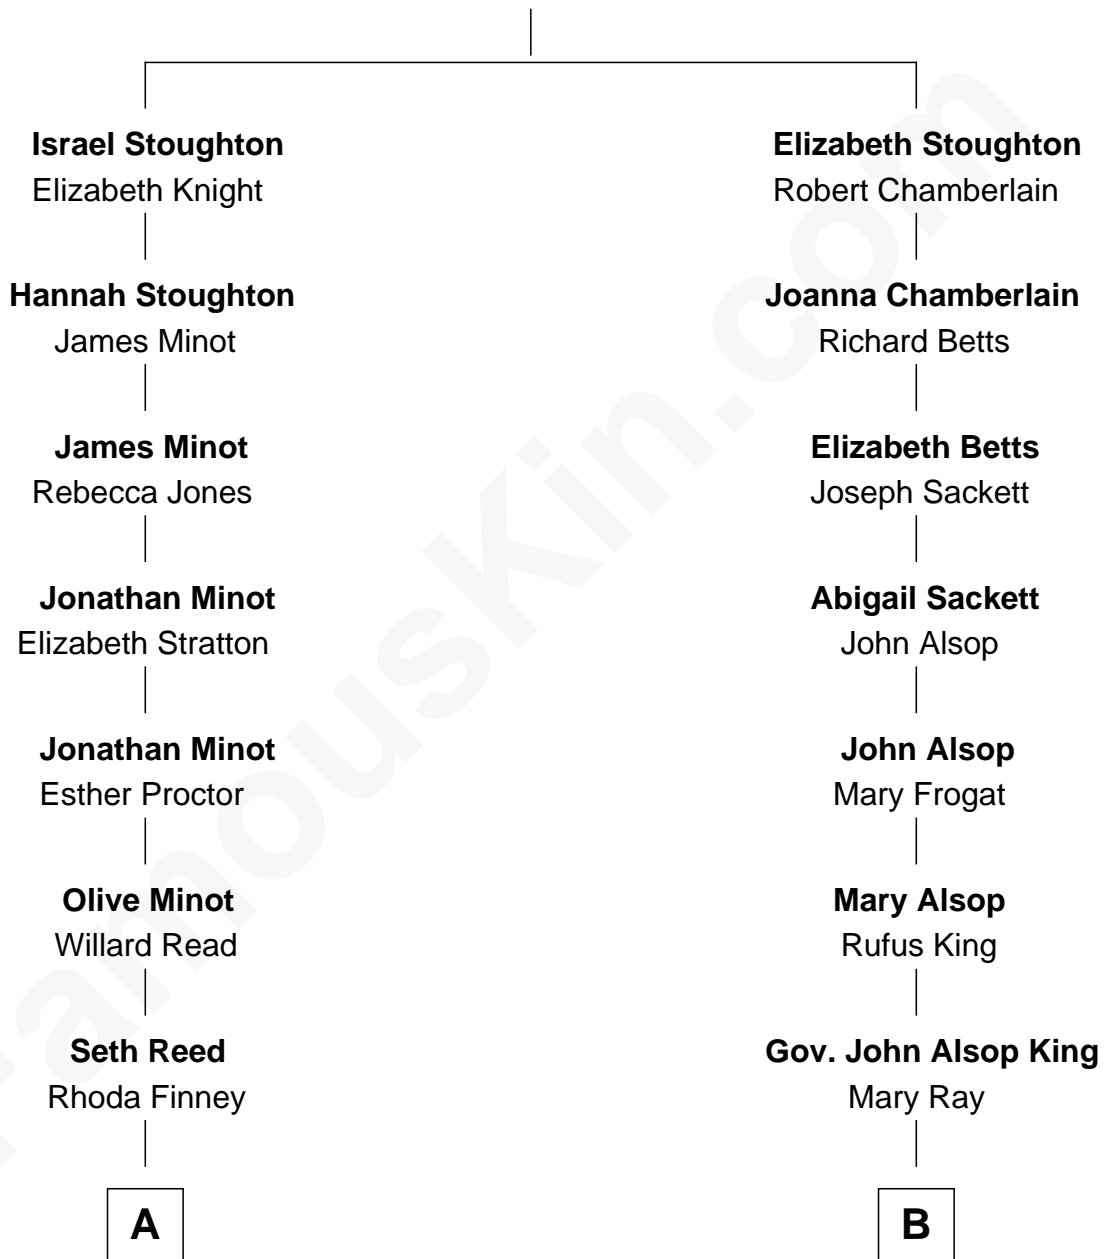 Israel Stoughton
Elizabeth Knight
Hannah Stoughton
James Minot
James Minot
Rebecca Jones
Jonathan Minot
Elizabeth Stratton
Jonathan Minot
Esther Proctor
Olive Minot
Willard Read
Seth Reed
Rhoda Finney
A
Elizabeth Stoughton
Robert Chamberlain
Joanna Chamberlain
Richard Betts
Elizabeth Betts
Joseph Sackett
Abigail Sackett
John Alsop
John Alsop
Mary Frogat
Mary Alsop
Rufus King
Gov. John Alsop King
Mary Ray
B
FamousKin.com